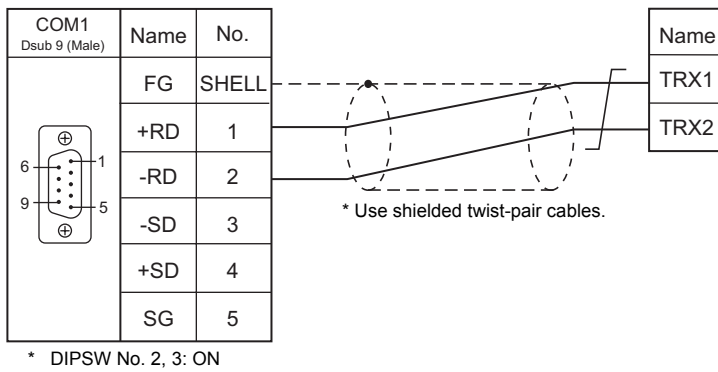 COM1
Dsub 9 (Male)
Name No.
FG SHELL
+RD 1
-RD 2
-SD 3
+SD 4
SG 5
6
1
9
5
Name
TRX1
TRX2
* Use shielded twist-pair cables.
* DIPSW No. 2, 3: ON